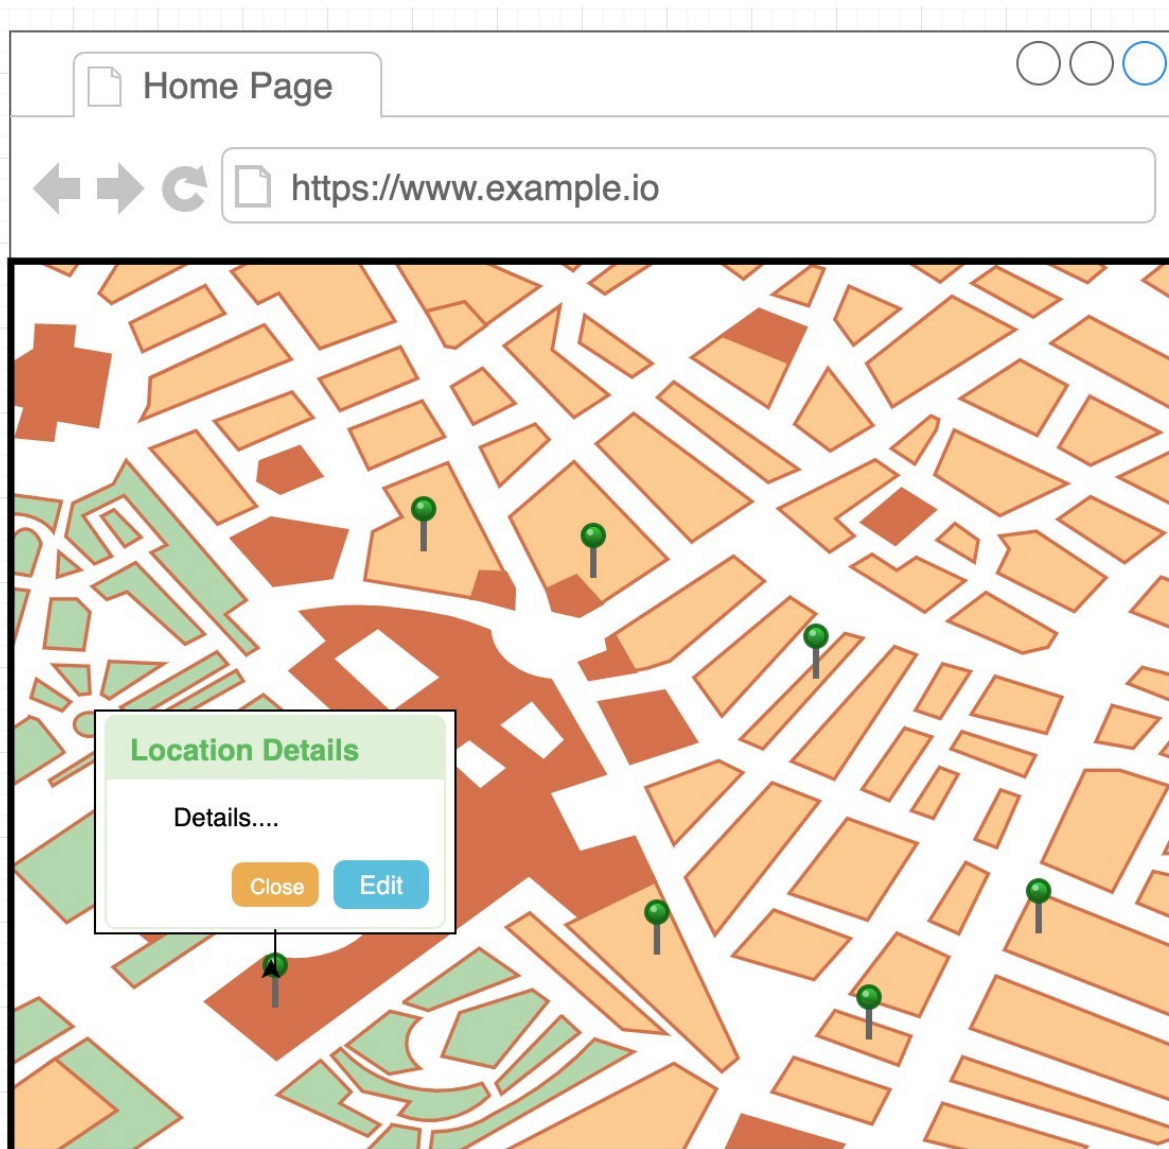 Home Page
https://www.example.io
Location Details
Details....
Close
Edit